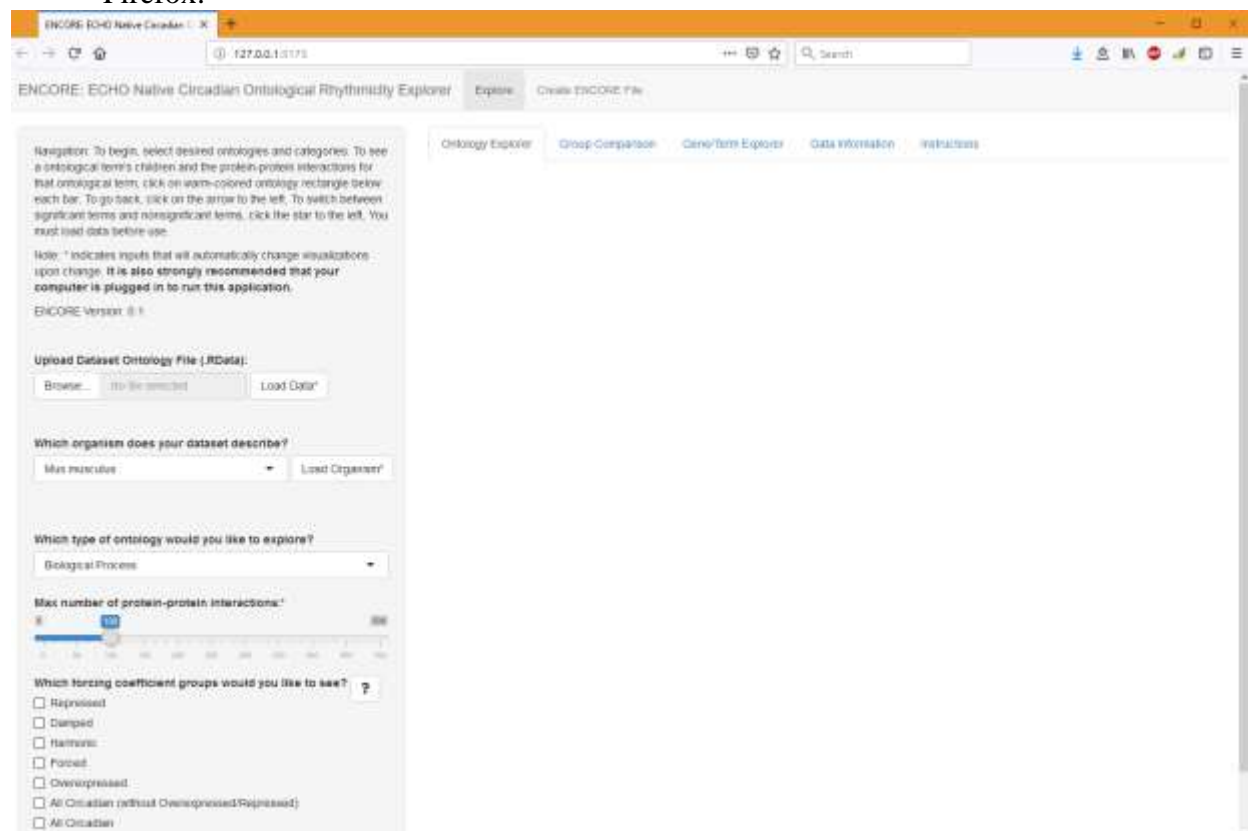 Firefox.
ENCORE: ECHO Native Circadian
127.0.0.1
Search
ENCORE: ECHO Native Circadian Ontological Rhythmicity Explorer Explore Create ENCORE File
Ontology Explorer Group Comparison Gene/Term Explorer Data Information Instructions
Navigation: To begin, select desired ontologies and categories. To see
a ontological term's children and the protein-protein interactions for
that ontological term, click on warm-colored ontology rectangle below
each bar. To go back, click on the arrow to the left. To switch between
significant terms and nonsignificant terms, click the star to the left. You
must load data before use.
Note: * indicates inputs that will automatically change visualizations
upon change. It is also strongly recommended that your
computer is plugged in to run this application.
ENCORE Version: 0.1
Upload Dataset Ontology File (.RData):
Browse... No file selected Load Data*
Which organism does your dataset describe?
Mus musculus Load Organism*
Which type of ontology would you like to explore?
Biological Process
Max number of protein-protein interactions:*
100
Which forcing coefficient groups would you like to see? ?
Repressed
Damped
Harmonic
Forced
Overexpressed
All Circadian (without Overexpressed/Repressed)
All Circadian